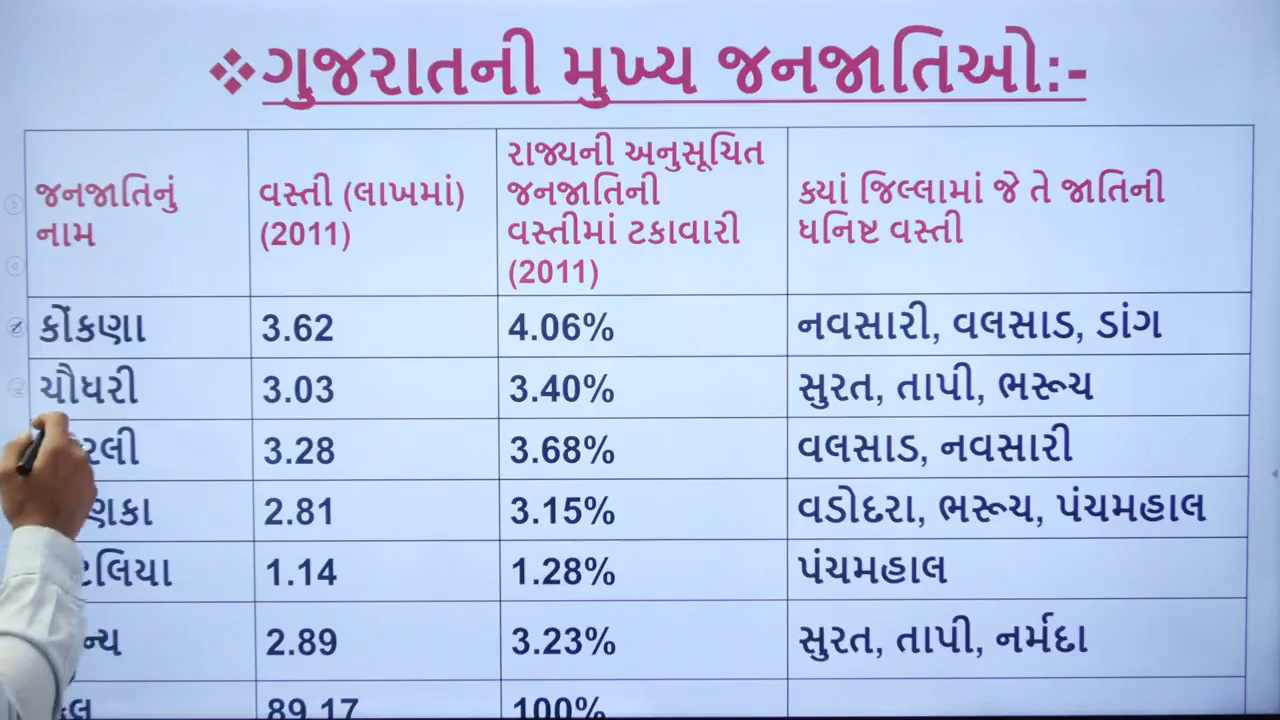 ❖ગુજરાતની મુખ્ય જનજાતિઓ:-
જનજાતિનું નામ
વસ્તી (લાખમાં) (2011)
રાજ્યની અનુસૂચિત જનજાતિની વસ્તીમાં ટકાવારી (2011)
ક્યાં જિલ્લામાં જે તે જાતિની ધનિષ્ટ વસ્તી
કોંકણા 3.62 4.06% નવસારી, વલસાડ, ડાંગ
ચૌધરી 3.03 3.40% સુરત, તાપી, ભરૂચ
3.28 3.68% વલસાડ, નવસારી
2.81 3.15% વડોદરા, ભરૂચ, પંચમહાલ
1.14 1.28% પંચમહાલ
2.89 3.23% સુરત, તાપી, નર્મદા
89.17 100%